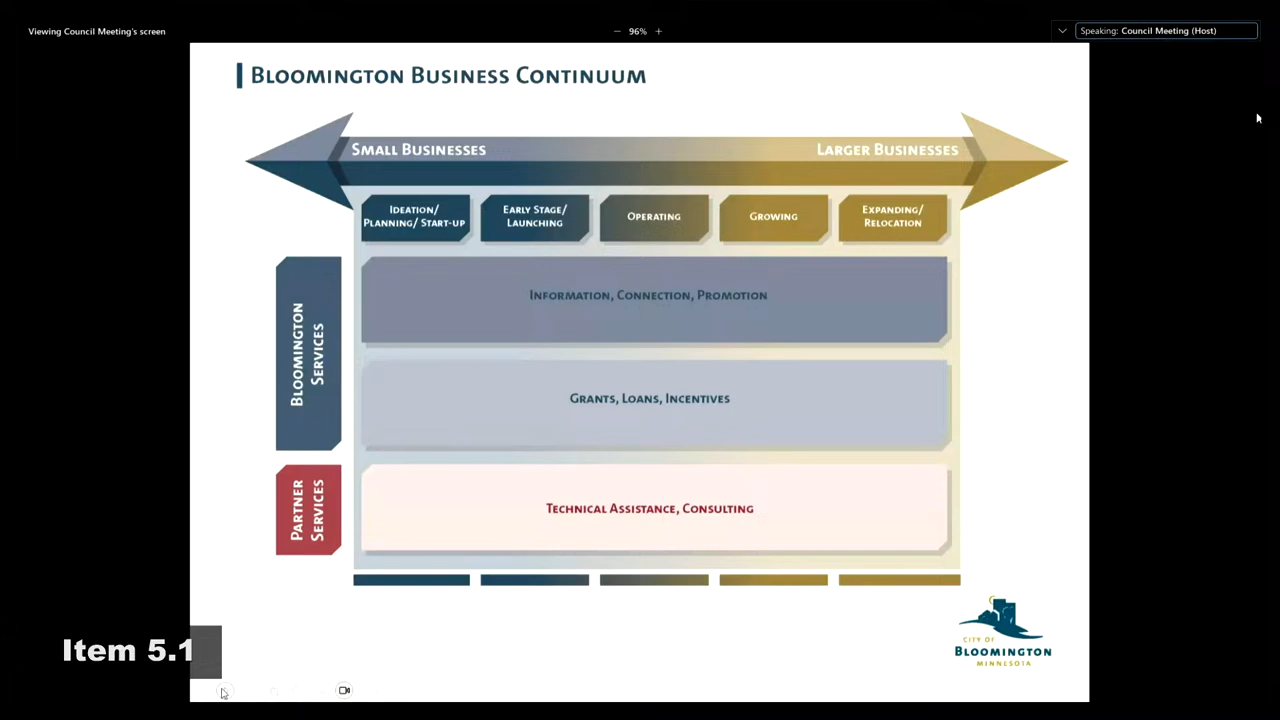 Viewing Council Meeting's screen
− 96% +
Speaking: Council Meeting (Host)
Bloomington Business Continuum
Small Businesses
Larger Businesses
Ideation/
Planning/ Start-up
Early Stage/
Launching
Operating
Growing
Expanding/
Relocation
Bloomington
Services
Information, Connection, Promotion
Grants, Loans, Incentives
Partner
Services
Technical Assistance, Consulting
Item 5.1
CITY OF
BLOOMINGTON
MINNESOTA